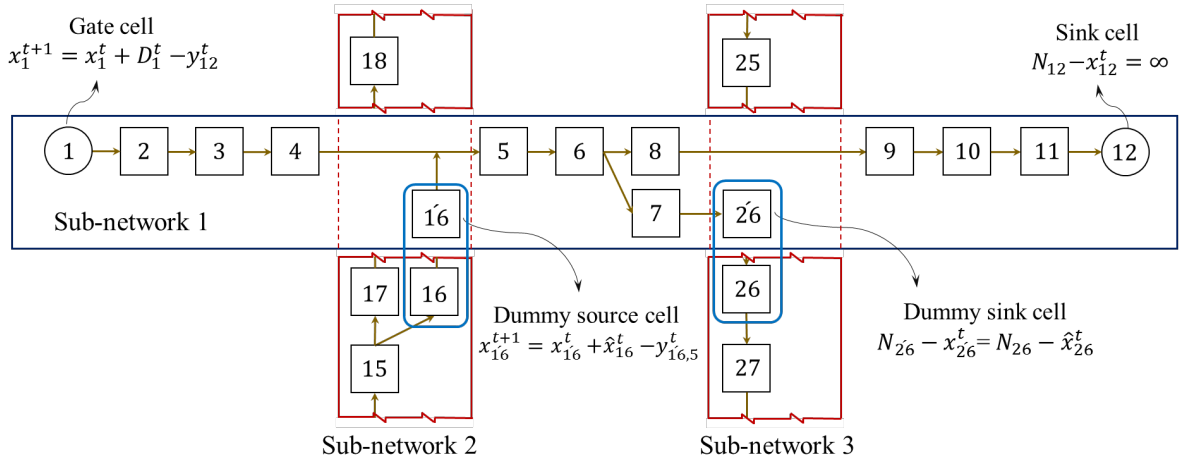 Gate cell
$x_1^{t+1} = x_1^t + D_1^t - y_{12}^t$
18
25
Sink cell
$N_{12} - x_{12}^t = \infty$
1 2 3 4 5 6 8 9 10 11 12
Sub-network 1
1́6
7
2́6
17
16
26
Dummy source cell
$x_{1́6}^{t+1} = x_{1́6}^t + \hat{x}_{16}^t - y_{1́6,5}^t$
Dummy sink cell
$N_{2́6} - x_{2́6}^t = N_{26} - \hat{x}_{26}^t$
15
27
Sub-network 2
Sub-network 3